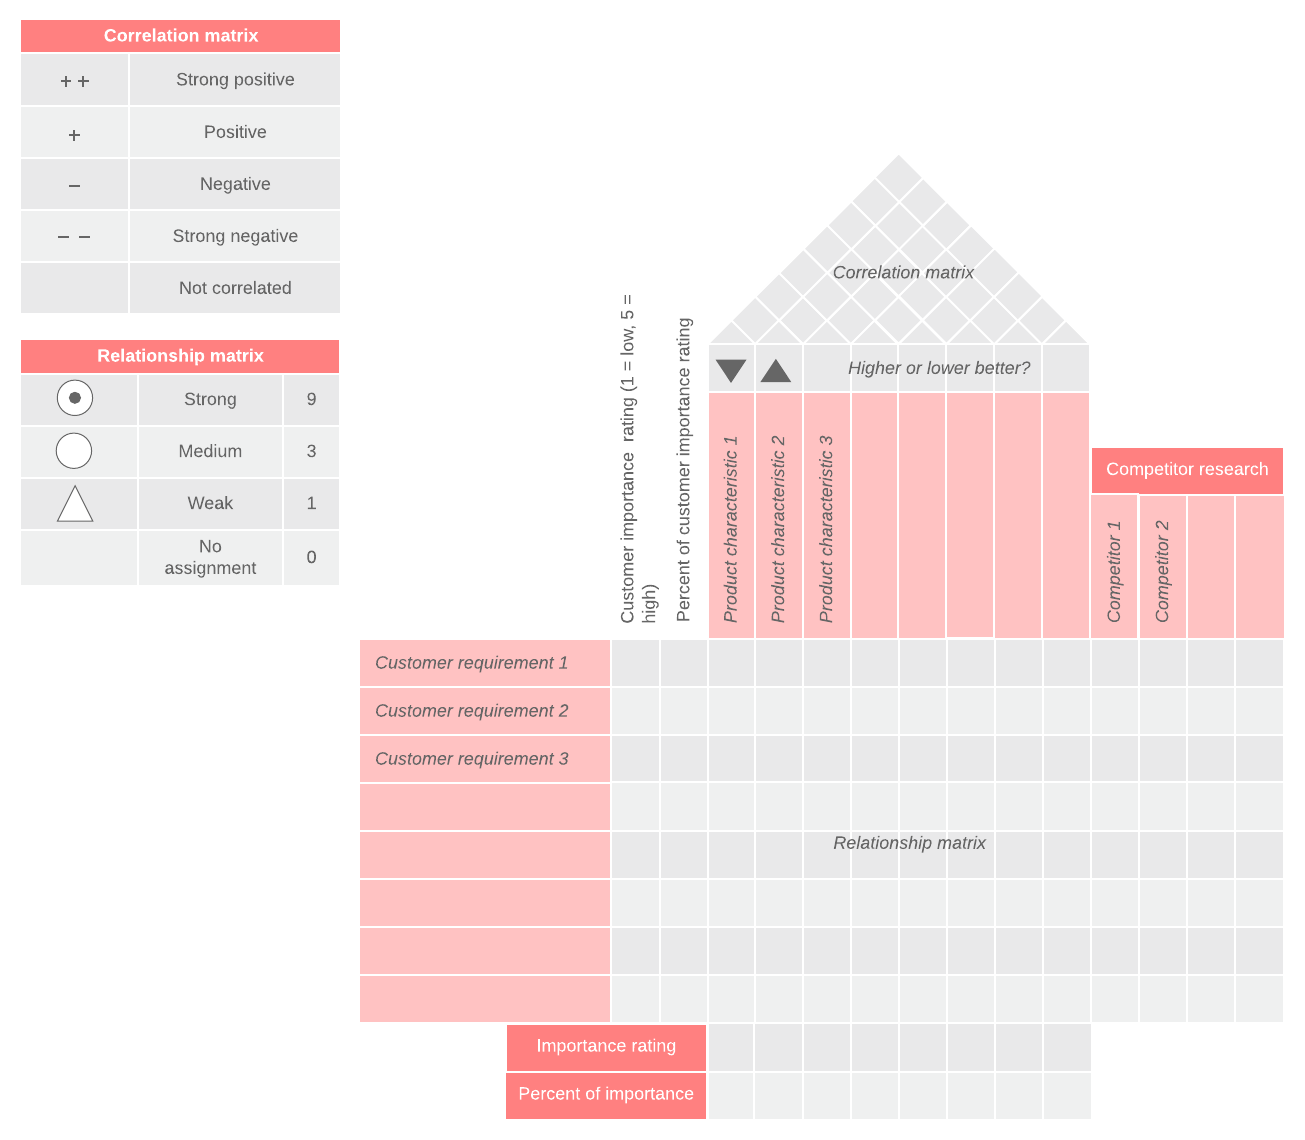 Correlation matrix
+ + Strong positive
+ Positive
− Negative
− − Strong negative
Not correlated
Relationship matrix
Strong 9
Medium 3
Weak 1
No
assignment 0
Correlation matrix
Higher or lower better?
Customer importance rating (1 = low, 5 =
high)
Percent of customer importance rating
Product characteristic 1
Product characteristic 2
Product characteristic 3
Competitor research
Competitor 1
Competitor 2
Customer requirement 1
Customer requirement 2
Customer requirement 3
Relationship matrix
Importance rating
Percent of importance